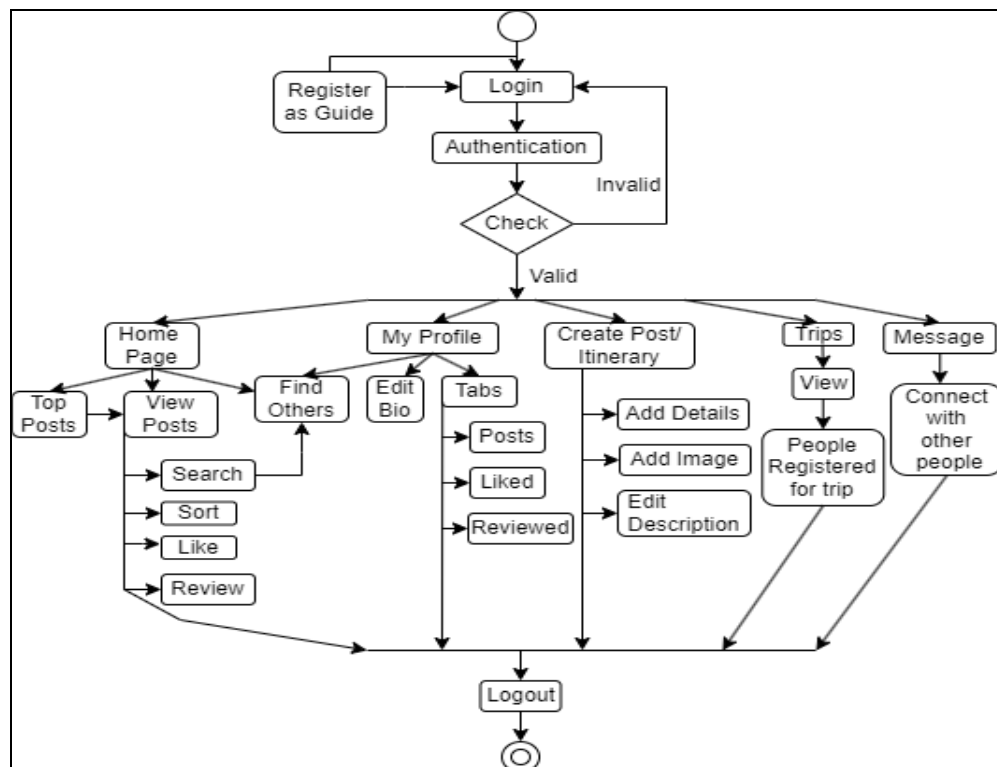 Register
as Guide
Login
Authentication
Invalid
Check
Valid
Home
Page
My Profile
Create Post/
Itinerary
Trips
Message
Top
Posts
View
Posts
Find
Others
Edit
Bio
Tabs
View
Connect
with
other
people
Search
Sort
Like
Review
Posts
Liked
Reviewed
Add Details
Add Image
Edit
Description
People
Registered
for trip
Logout